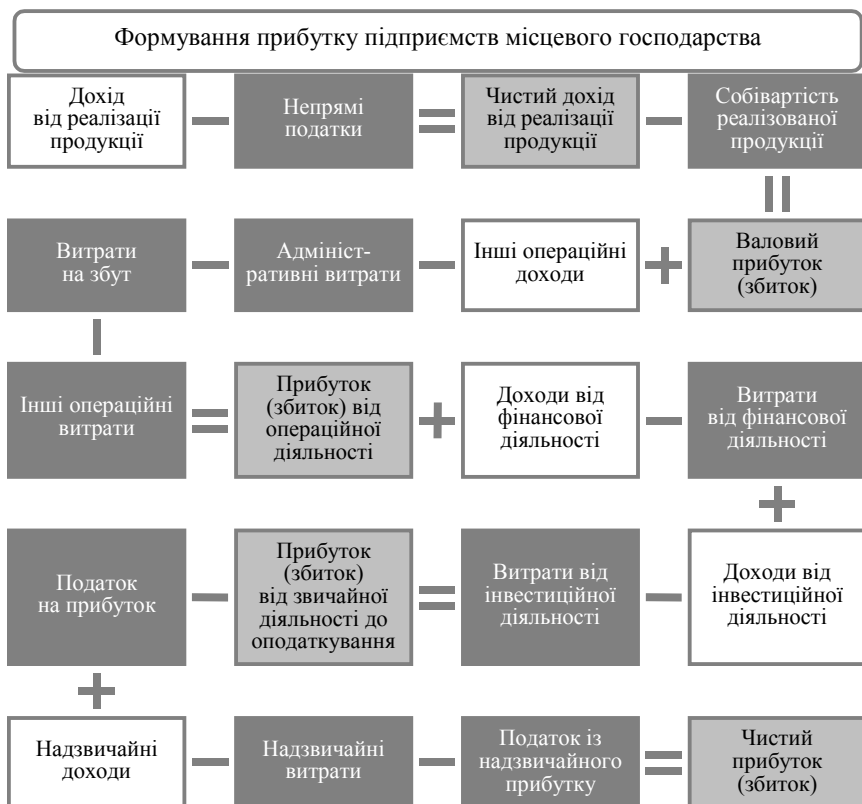 Формування прибутку підприємств місцевого господарства
Дохід
від реалізації
продукції
Непрямі
податки
Чистий дохід
від реалізації
продукції
Собівартість
реалізованої
продукції
Витрати
на збут
Адмініст-
ративні витрати
Інші операційні
доходи
Валовий
прибуток
(збиток)
Інші операційні
витрати
Прибуток
(збиток) від
операційної
діяльності
Доходи від
фінансової
діяльності
Витрати
від фінансової
діяльності
Податок
на прибуток
Прибуток
(збиток)
від звичайної
діяльності до
оподаткування
Витрати від
інвестиційної
діяльності
Доходи від
інвестиційної
діяльності
Надзвичайні
доходи
Надзвичайні
витрати
Податок із
надзвичайного
прибутку
Чистий
прибуток
(збиток)